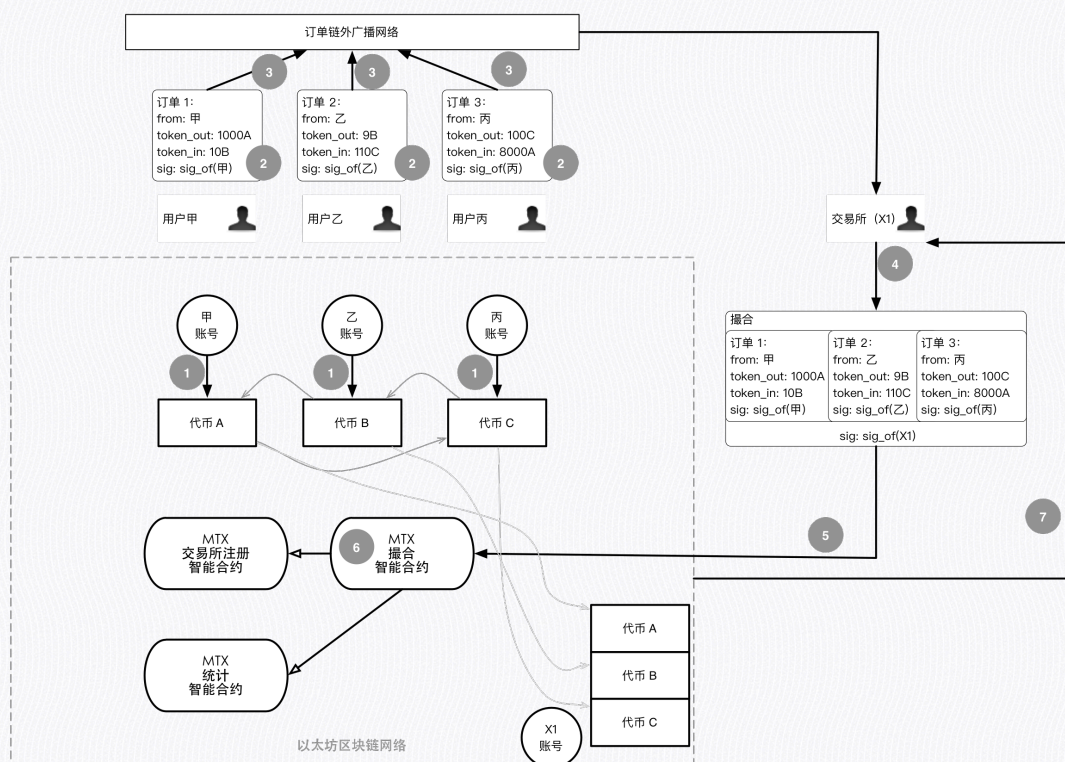 订单链外广播网络
3
3
3
订单 1:
from: 甲
token_out: 1000A
token_in: 10B
sig: sig_of(甲)
2
订单 2:
from: 乙
token_out: 9B
token_in: 110C
sig: sig_of(乙)
2
订单 3:
from: 丙
token_out: 100C
token_in: 8000A
sig: sig_of(丙)
2
用户甲
用户乙
用户丙
交易所（X1）
4
撮合
订单 1:
from: 甲
token_out: 1000A
token_in: 10B
sig: sig_of(甲)
订单 2:
from: 乙
token_out: 9B
token_in: 110C
sig: sig_of(乙)
订单 3:
from: 丙
token_out: 100C
token_in: 8000A
sig: sig_of(丙)
sig: sig_of(X1)
甲
账号
乙
账号
丙
账号
1
1
1
代币 A
代币 B
代币 C
5
7
MTX
交易所注册
智能合约
6
MTX
撮合
智能合约
MTX
统计
智能合约
代币 A
代币 B
代币 C
X1
账号
以太坊区块链网络